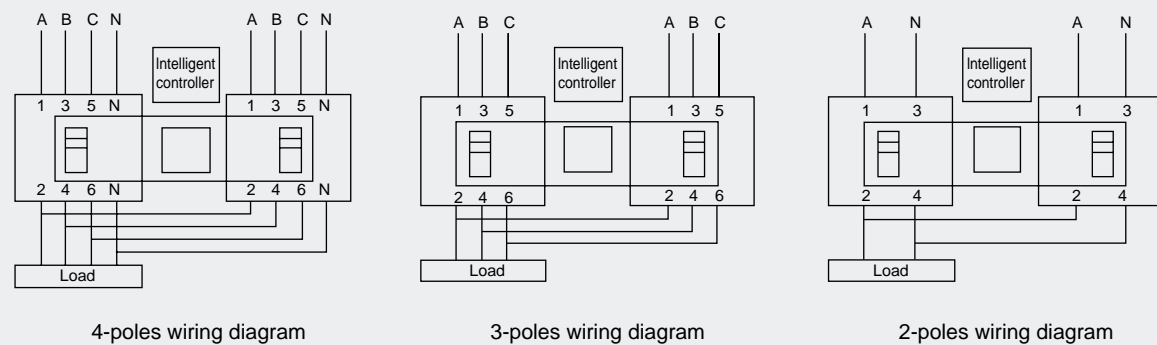 A B C N
A B C N
Intelligent
controller
1 3 5 N
1 3 5 N
2 4 6 N
2 4 6 N
Load
4-poles wiring diagram
A B C
A B C
Intelligent
controller
1 3 5
1 3 5
2 4 6
2 4 6
Load
3-poles wiring diagram
A N
A N
Intelligent
controller
1 3
1 3
2 4
2 4
Load
2-poles wiring diagram